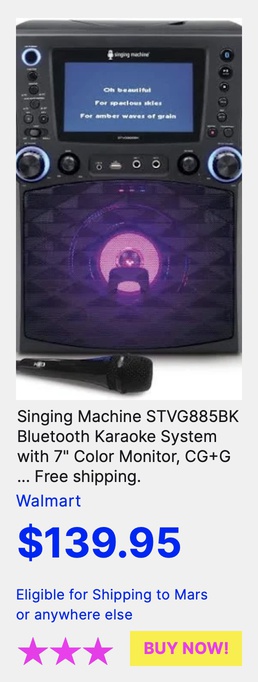 singing machine
Oh beautiful
For spacious skies
For amber waves of grain
Singing Machine STVG885BK
Bluetooth Karaoke System
with 7" Color Monitor, CG+G
... Free shipping.
Walmart
$139.95
Eligible for Shipping to Mars
or anywhere else
BUY NOW!